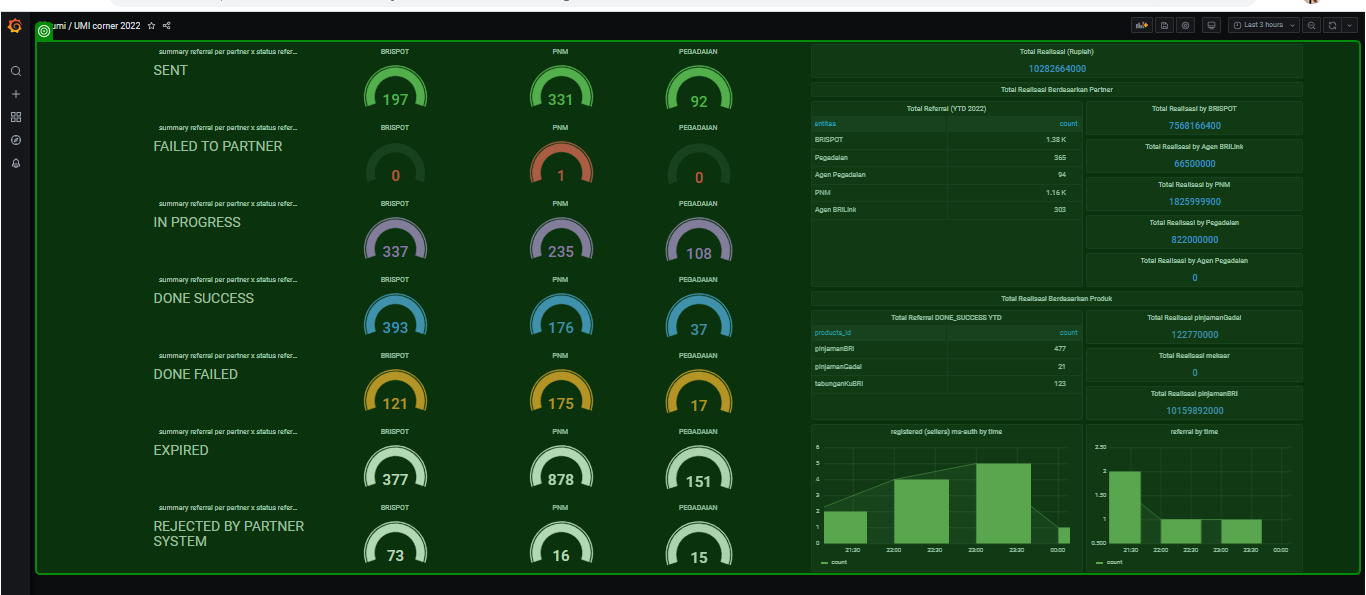 umi / UMI corner 2022
Last 3 hours
summary referral per partner x status refer...
SENT
BRISPOT
197
PNM
331
PEGADAIAN
92
summary referral per partner x status refer...
FAILED TO PARTNER
BRISPOT
0
PNM
1
PEGADAIAN
0
summary referral per partner x status refer...
IN PROGRESS
BRISPOT
337
PNM
235
PEGADAIAN
108
summary referral per partner x status refer...
DONE SUCCESS
BRISPOT
393
PNM
176
PEGADAIAN
37
summary referral per partner x status refer...
DONE FAILED
BRISPOT
121
PNM
175
PEGADAIAN
17
summary referral per partner x status refer...
EXPIRED
BRISPOT
377
PNM
878
PEGADAIAN
151
summary referral per partner x status refer...
REJECTED BY PARTNER
SYSTEM
BRISPOT
73
PNM
16
PEGADAIAN
15
Total Realisasi (Rupiah)
10282664000
Total Realisasi Berdasarkan Partner
Total Referral (YTD 2022)
entitas count
BRISPOT 1.38 K
Pegadaian 365
Agen Pegadaian 94
PNM 1.16 K
Agen BRILink 303
Total Realisasi by BRISPOT
7568166400
Total Realisasi by Agen BRILink
66500000
Total Realisasi by PNM
1825999900
Total Realisasi by Pegadaian
822000000
Total Realisasi by Agen Pegadaian
0
Total Realisasi Berdasarkan Produk
Total Referral DONE_SUCCESS YTD
products_id count
pinjamanBRI 477
pinjamanGadai 21
tabunganKuBRI 123
Total Realisasi pinjamanGadai
122770000
Total Realisasi mekaar
0
Total Realisasi pinjamanBRI
10159892000
registered (sellers) ms-auth by time
6
5
4
3
2
1
0
21:30 22:00 22:30 23:00 23:30 00:00
count
referral by time
2.50
2
1.50
1
0.500
21:30 22:00 22:30 23:00 23:30 00:00
count